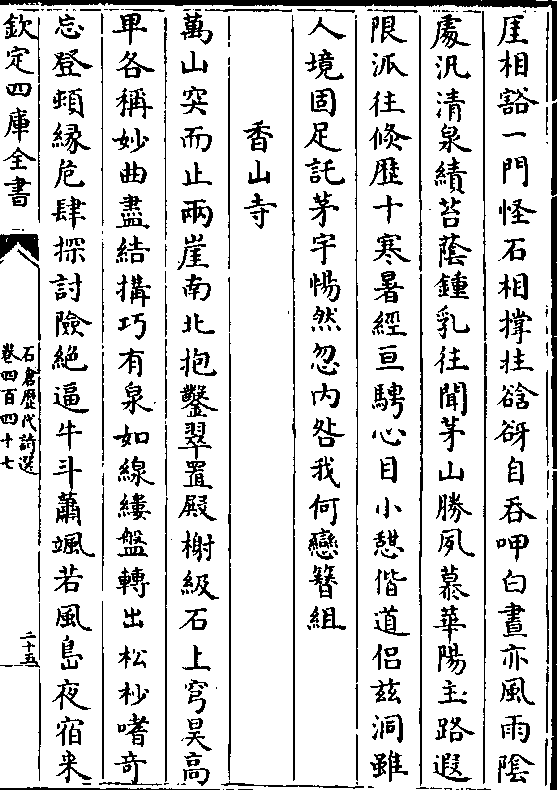 厓相豁一門怪石相撐拄谽谺自吞呷白晝亦風雨陰
處汎清泉績苔蔭鍾乳往聞茅山勝夙慕華陽主路遐
限派往倐歴十寒暑經亘騁心目小憇偕道侶兹洞雖
人境固足託茅宇惕然忽内咎我何戀簪組
香山寺
萬山突而止兩崖南北抱鑿翠置殿榭級石上穹昊高
卑各稱妙曲盡結搆巧有泉如線縷盤轉出松杪嗜奇
忘登頓緣危肆探討險絶逼牛斗蕭颯若風島夜宿来
欽定四庫全書
石倉歴代詩選
卷四百四十七
二十五